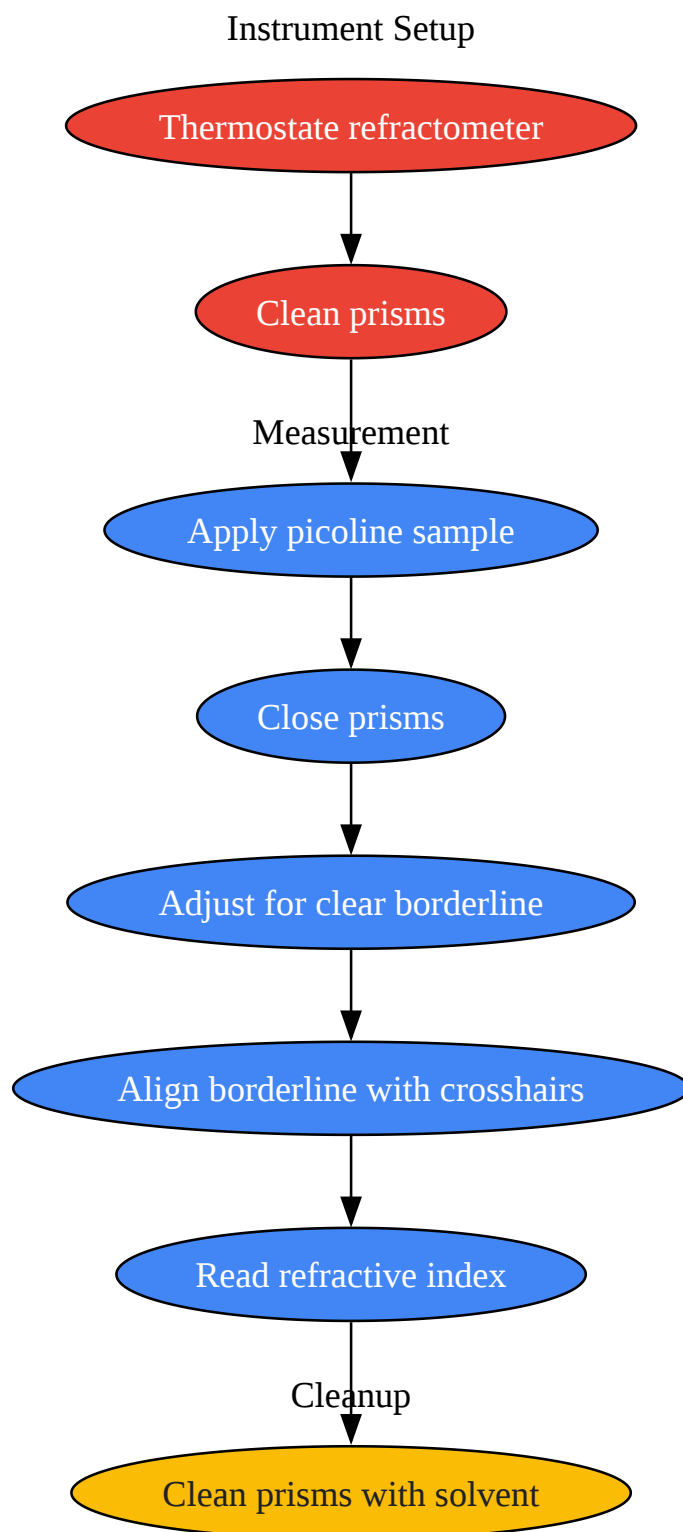 Instrument Setup
Thermostate refractometer
Clean prisms
Measurement
Apply picoline sample
Close prisms
Adjust for clear borderline
Align borderline with crosshairs
Read refractive index
Cleanup
Clean prisms with solvent